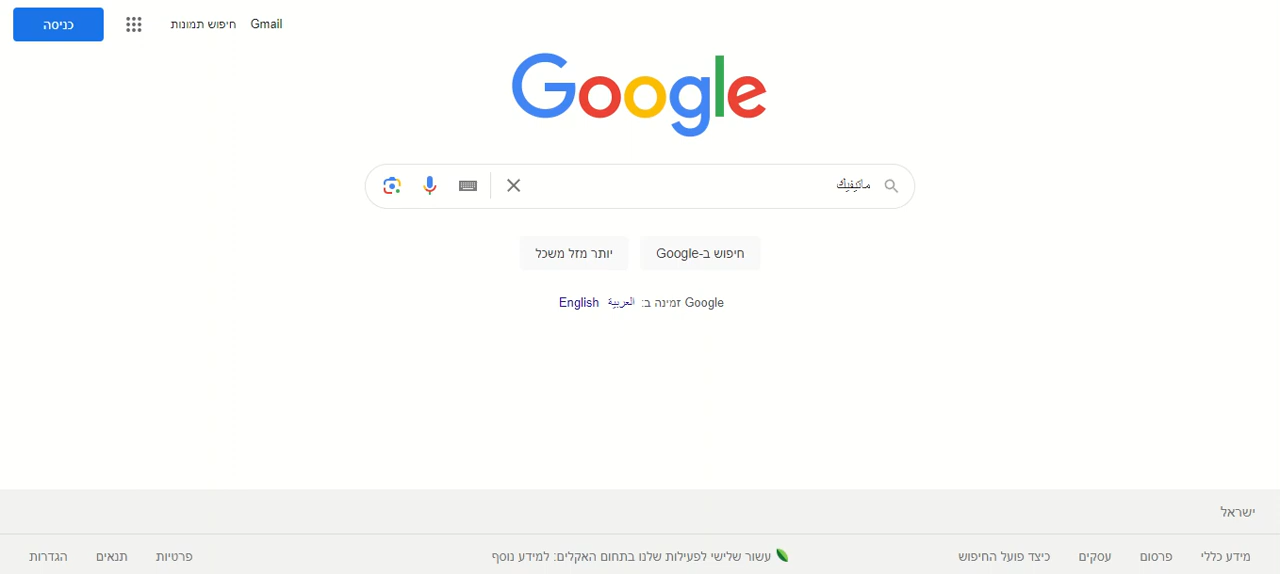 Gmail חיפוש תמונות כניסה
Google
חיפוש ב-Google
יותר מזל משכל
Google זמינה ב: العربية English
ישראל
מידע כללי פרסום עסקים כיצד פועל החיפוש
עשור שלישי לפעילות שלנו בתחום האקלים: למידע נוסף
פרטיות תנאים הגדרות